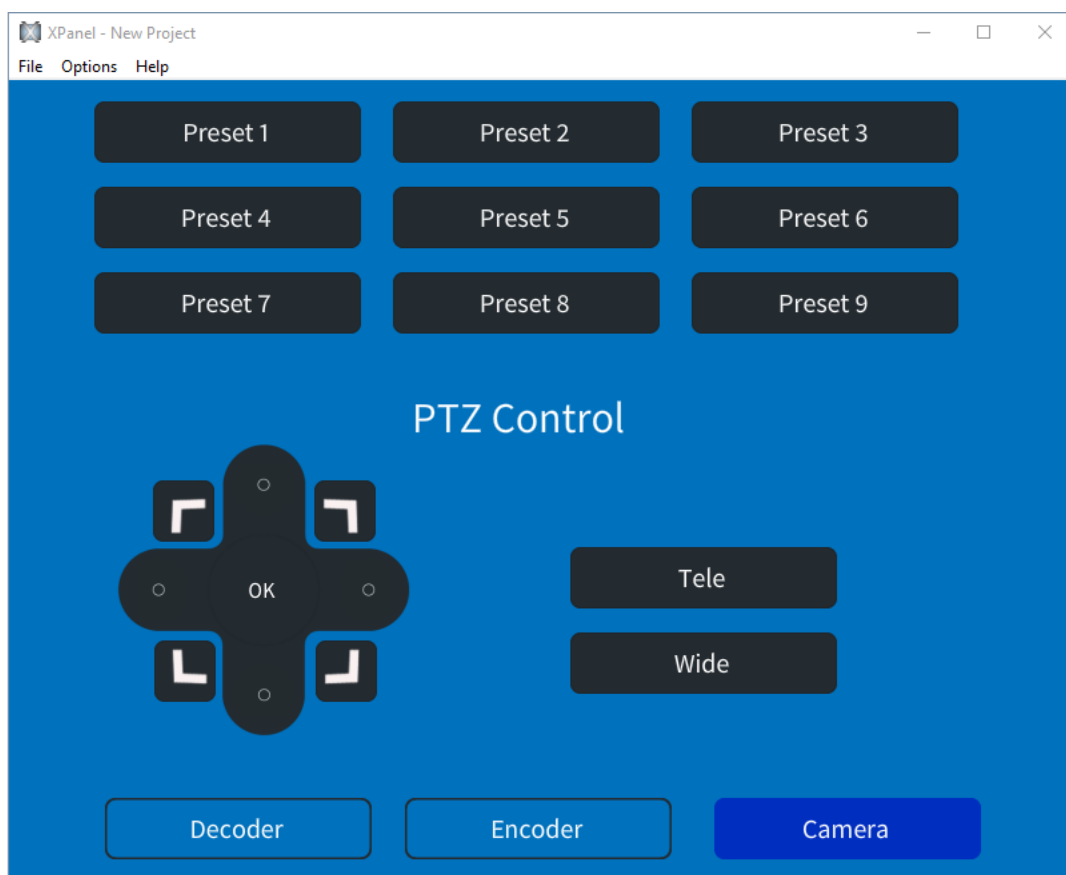 XPanel - New Project
File Options Help
Preset 1 Preset 2 Preset 3
Preset 4 Preset 5 Preset 6
Preset 7 Preset 8 Preset 9
PTZ Control
OK
Tele
Wide
Decoder Encoder Camera